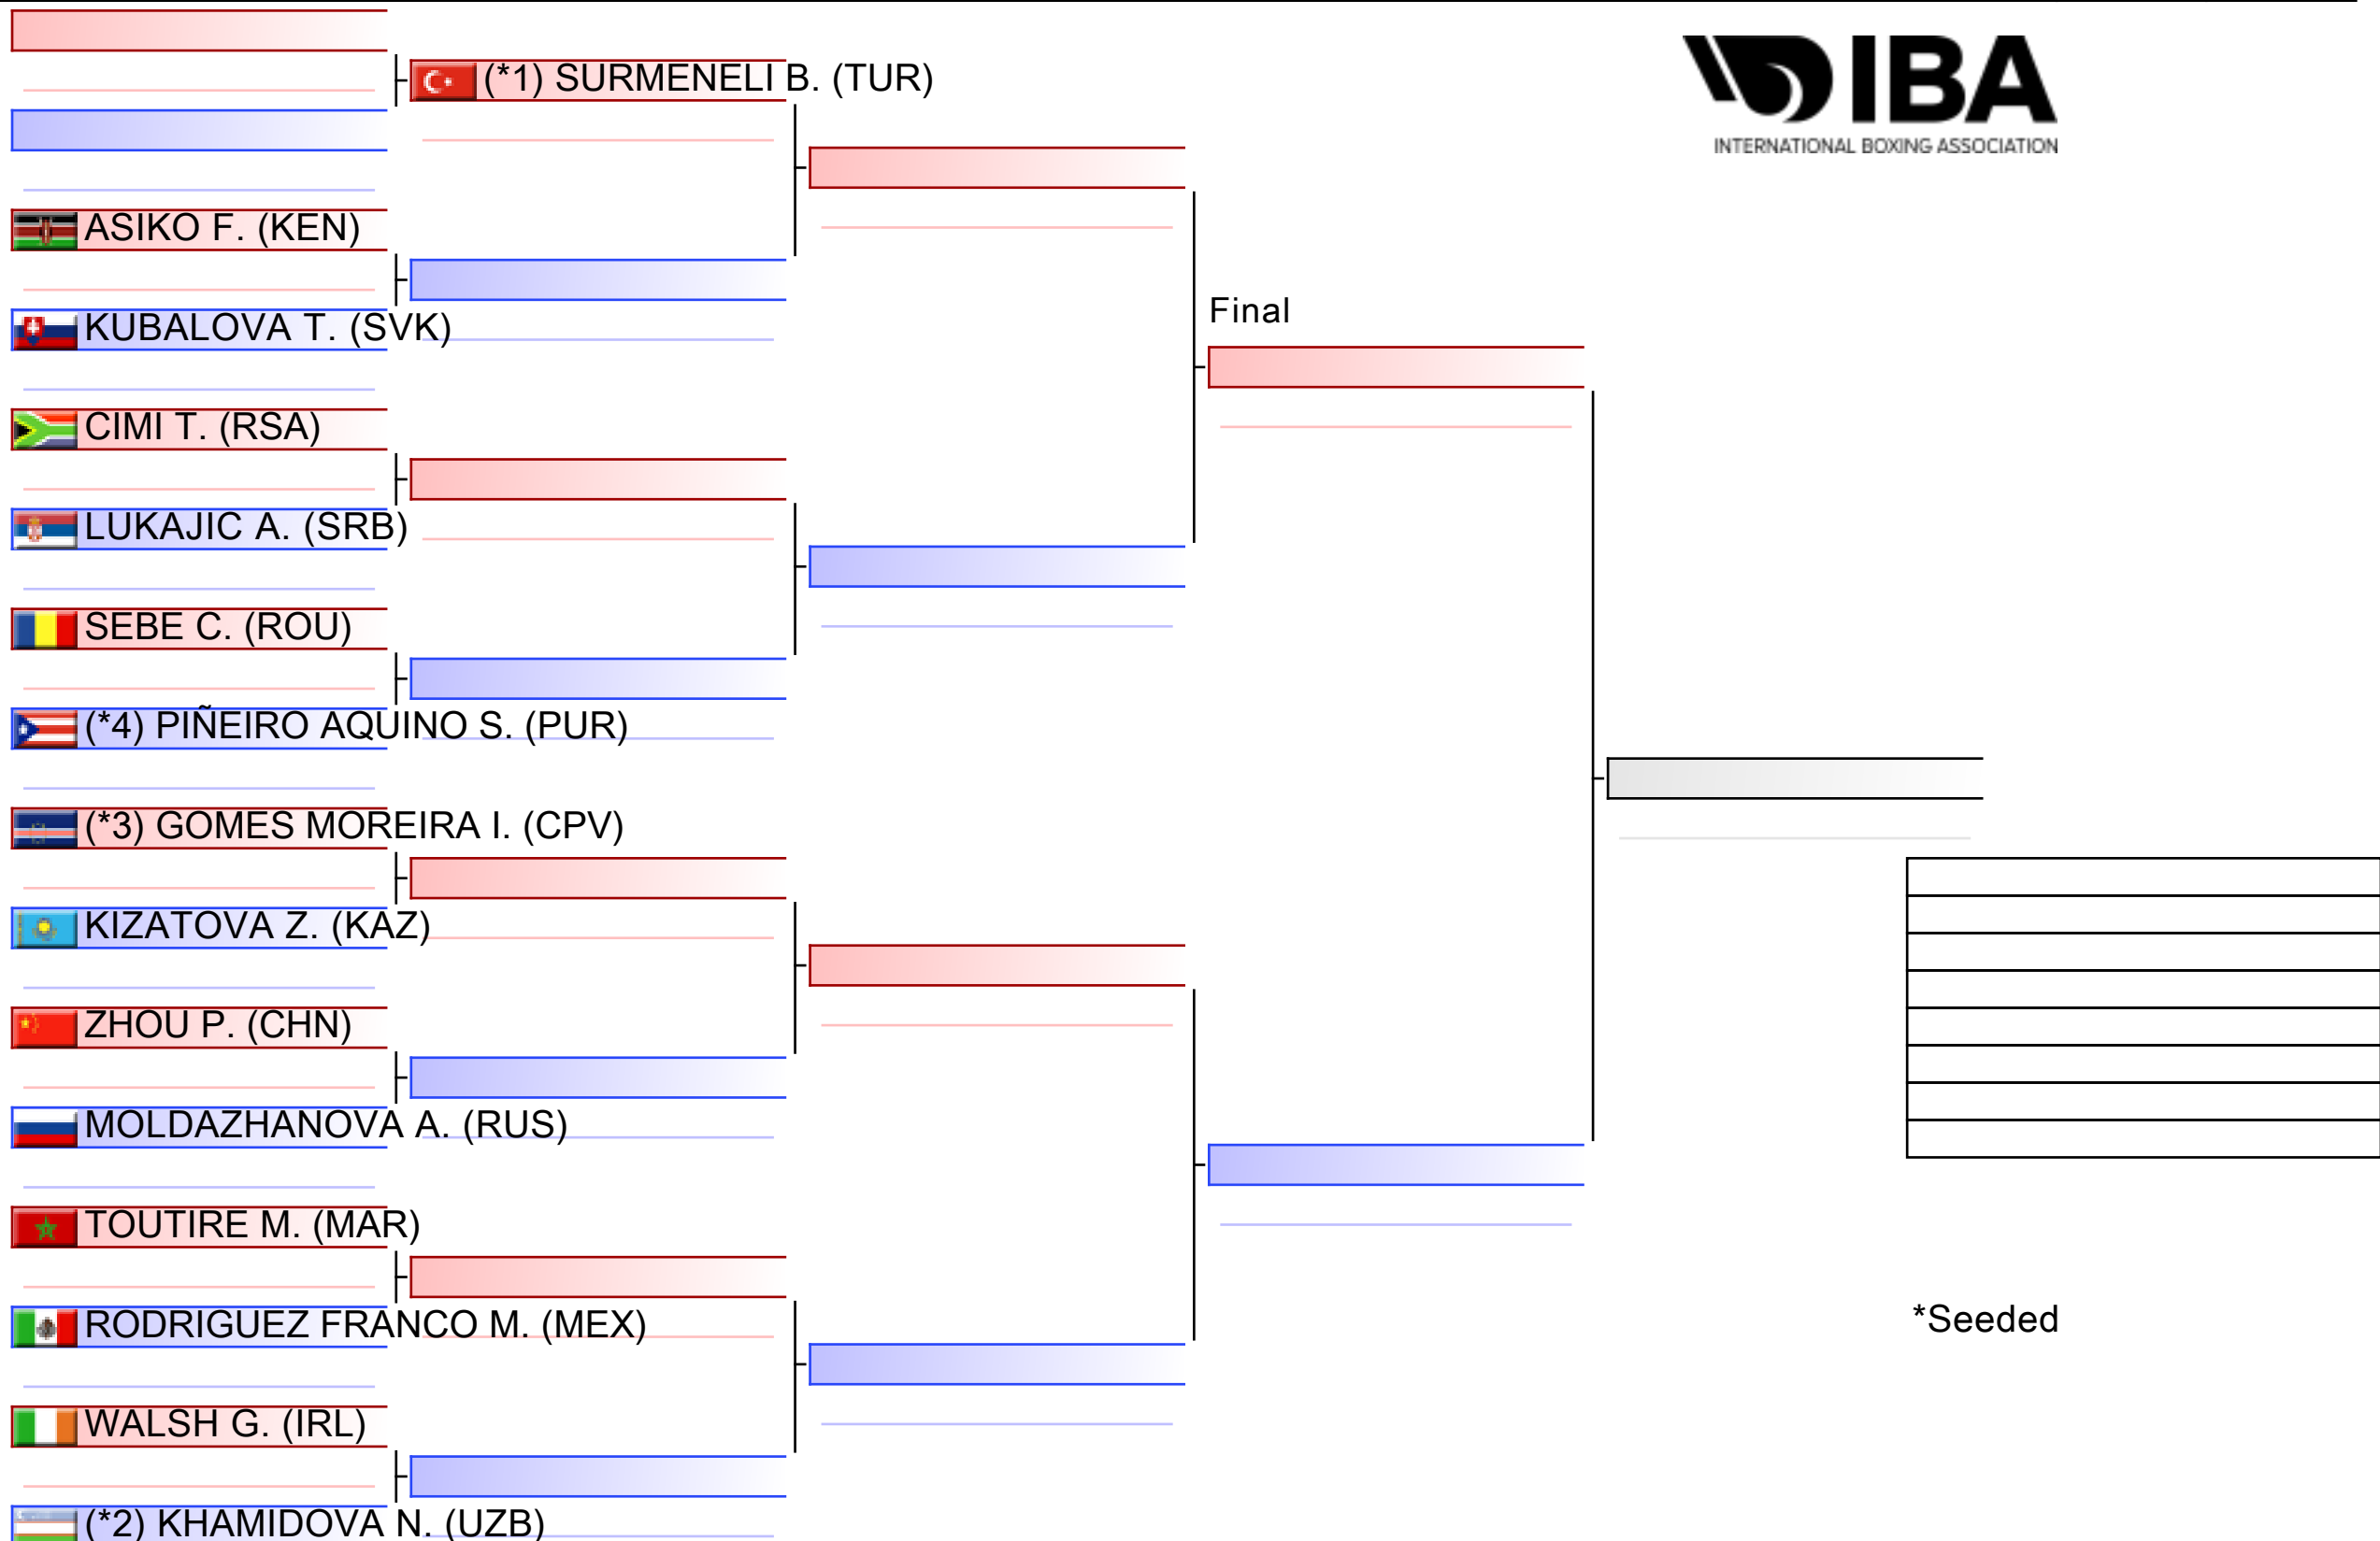 (*1) SURMENELI B. (TUR)
IBA
INTERNATIONAL BOXING ASSOCIATION
ASIKO F. (KEN)
KUBALOVA T. (SVK)
Final
CIMI T. (RSA)
LUKAJIC A. (SRB)
SEBE C. (ROU)
(*4) PIÑEIRO AQUINO S. (PUR)
(*3) GOMES MOREIRA I. (CPV)
KIZATOVA Z. (KAZ)
ZHOU P. (CHN)
MOLDAZHANOVA A. (RUS)
TOUTIRE M. (MAR)
RODRIGUEZ FRANCO M. (MEX)
*Seeded
WALSH G. (IRL)
(*2) KHAMIDOVA N. (UZB)